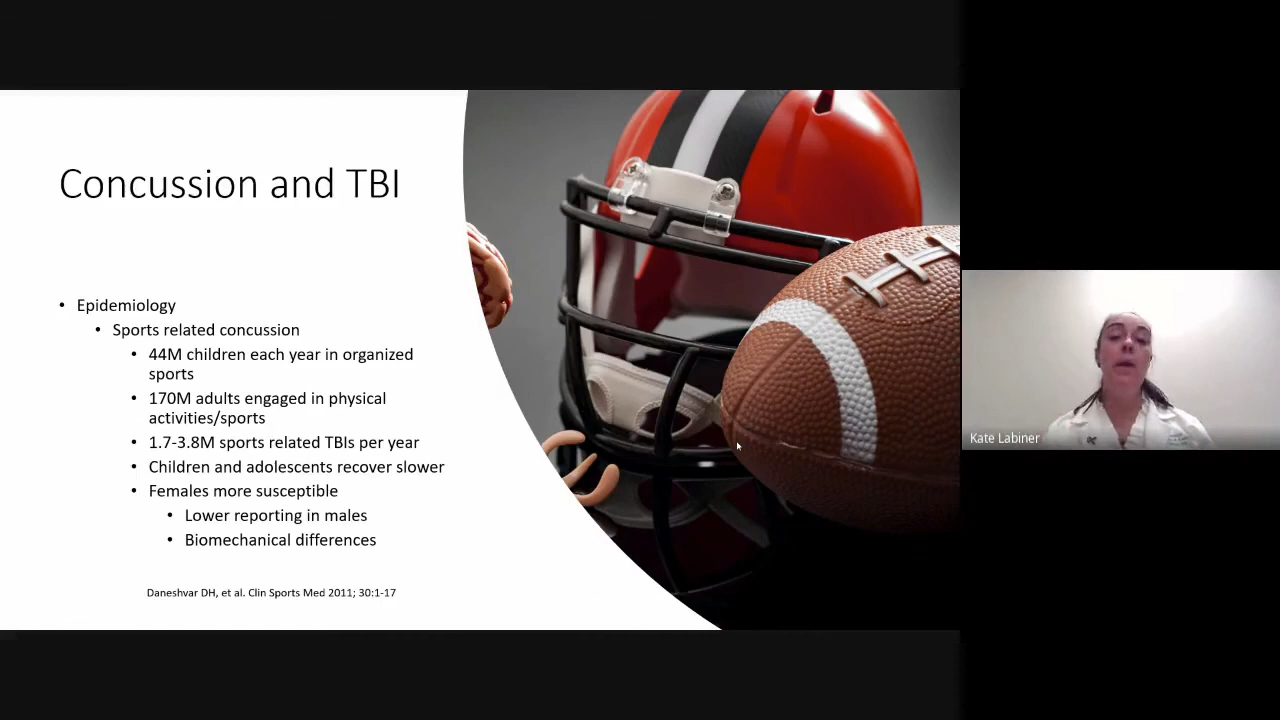 Concussion and TBI
• Epidemiology
• Sports related concussion
• 44M children each year in organized
sports
• 170M adults engaged in physical
activities/sports
• 1.7-3.8M sports related TBIs per year
• Children and adolescents recover slower
• Females more susceptible
• Lower reporting in males
• Biomechanical differences
Daneshvar DH, et al. Clin Sports Med 2011; 30:1-17
Kate Labiner